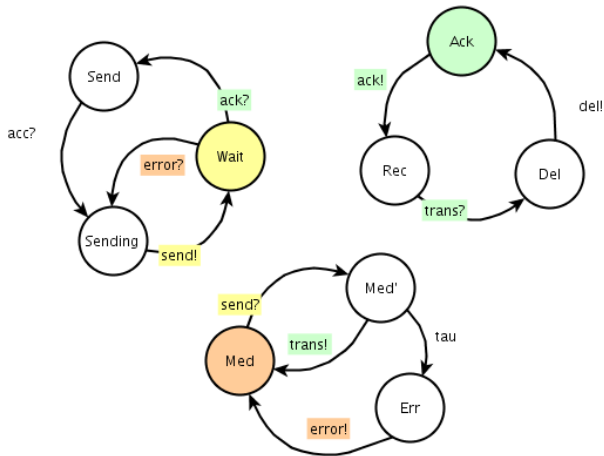 Send
acc?
ack?
error?
Wait
Sending
send!
Ack
ack!
del!
Rec
Del
trans?
Med'
send?
trans!
tau
Med
Err
error!